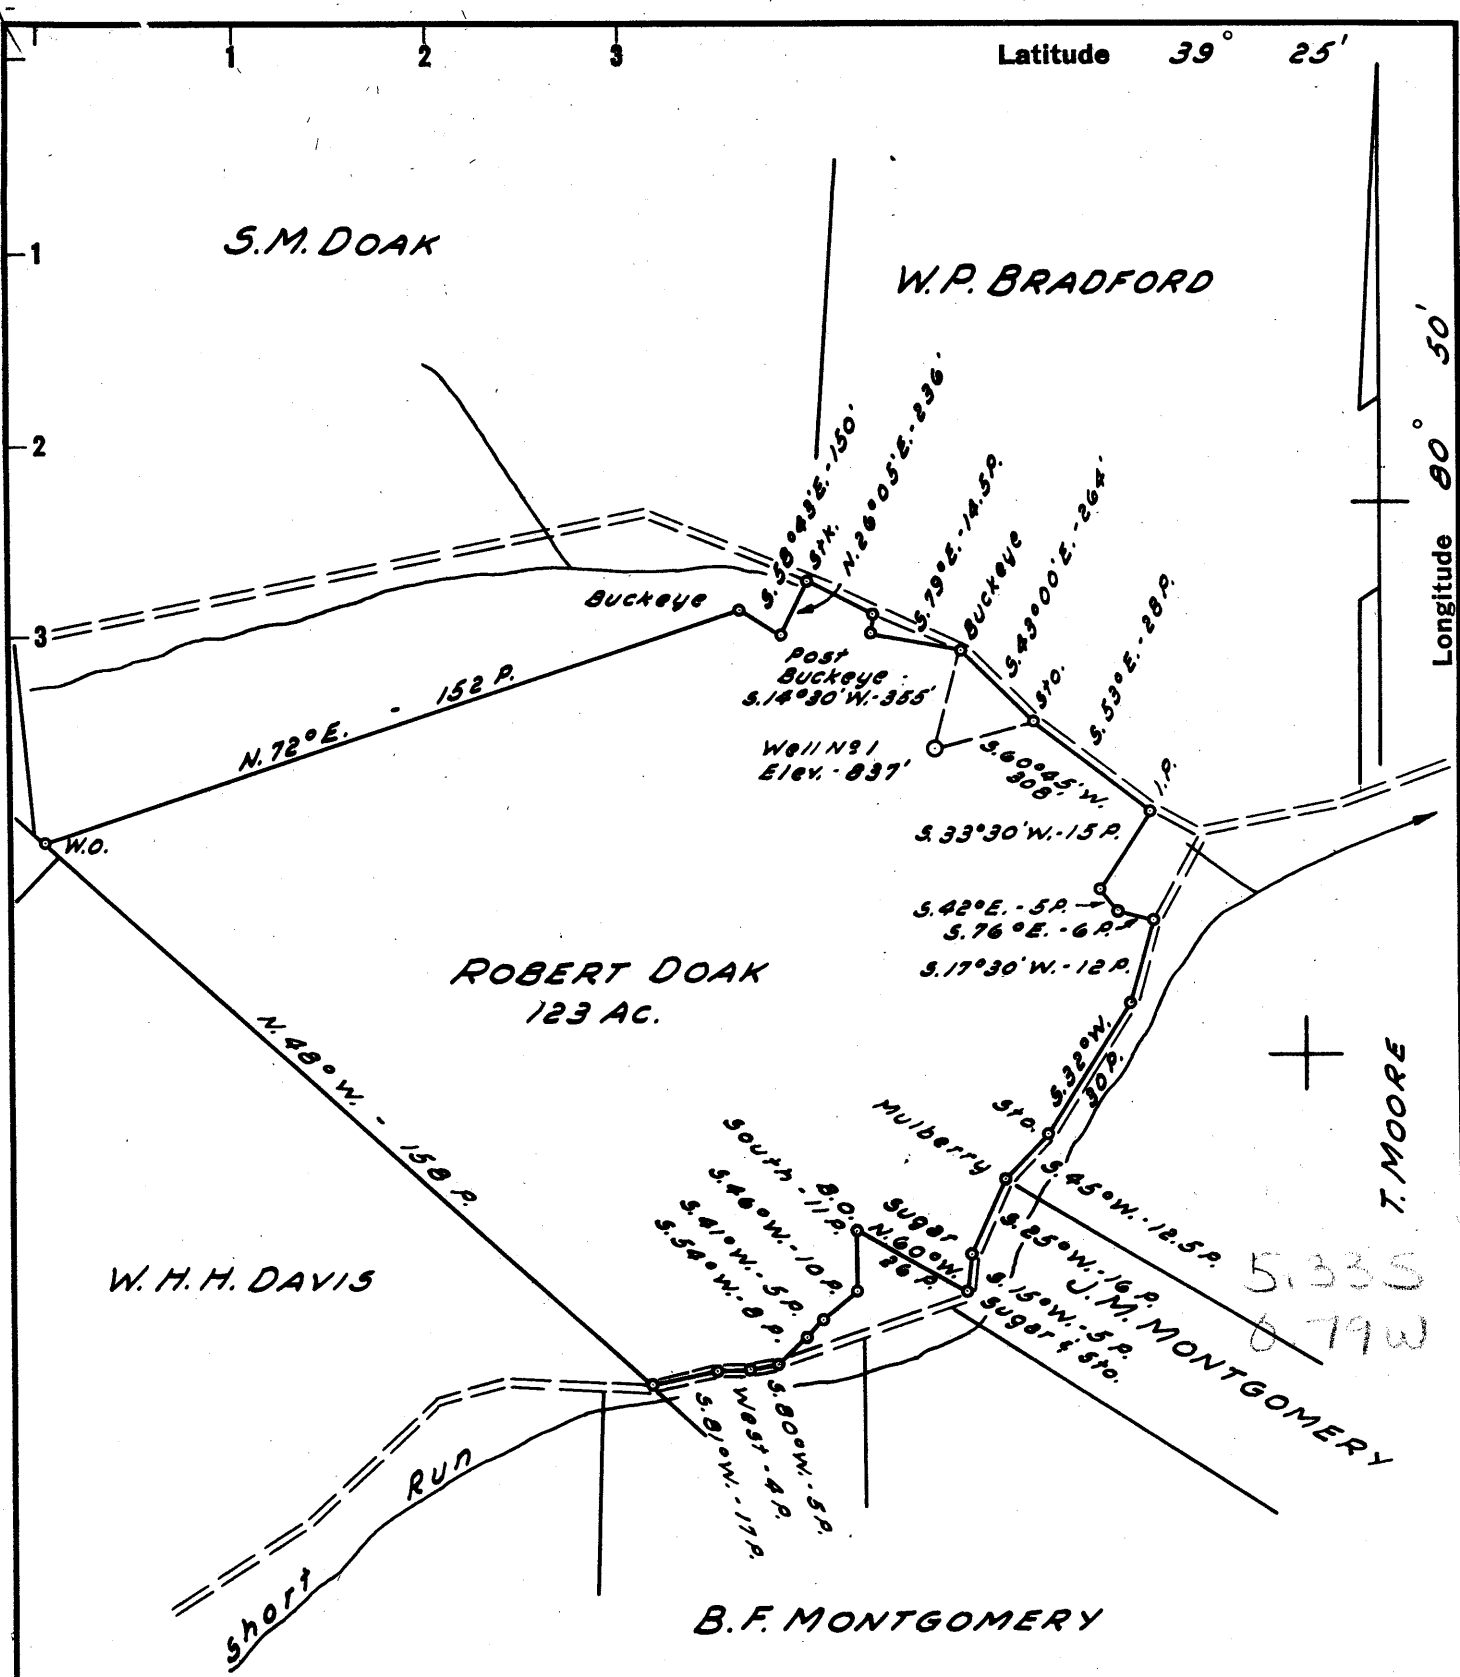 1 2 3 Latitude 39° 25'
1
2
3
Longitude 80° 50'
S.M. DOAK
W.P. BRADFORD
S.58°43'E.-150'
Stk.
N.26°05'E.-236'
S.79°E.-14.5P.
Buckeye
S.43°00'E.-264'
Sto.
S.53°E.-28P.
I.P.
Buckeye
Post
Buckeye
S.14°30'W.-355'
152 P.
N.72°E. -
Well No 1
Elev.-837'
S.60°45'W.
308'
S.33°30'W.-15P.
W.O.
S.42°E.-5P.
S.76°E.-6P.
S.17°30'W.-12P.
ROBERT DOAK
123 AC.
N.48°W. - 158 P.
S.32°W.
30P.
Sto.
Mulberry
T. MOORE
South - 11P.
B.O.
S.46°W.-10P.
S.41°W.-5P.
S.54°W.-8P.
Sugar
N.60°W.
26P.
S.45°W.-12.5P.
S.25°W.-16P.
S.15°W.-5P.
Sugar & Sto.
J.M. MONTGOMERY
5.33S
0.79W
W.H.H. DAVIS
S.80°W.-5P.
West-4P.
S.81°W.-17P.
Short Run
B.F. MONTGOMERY